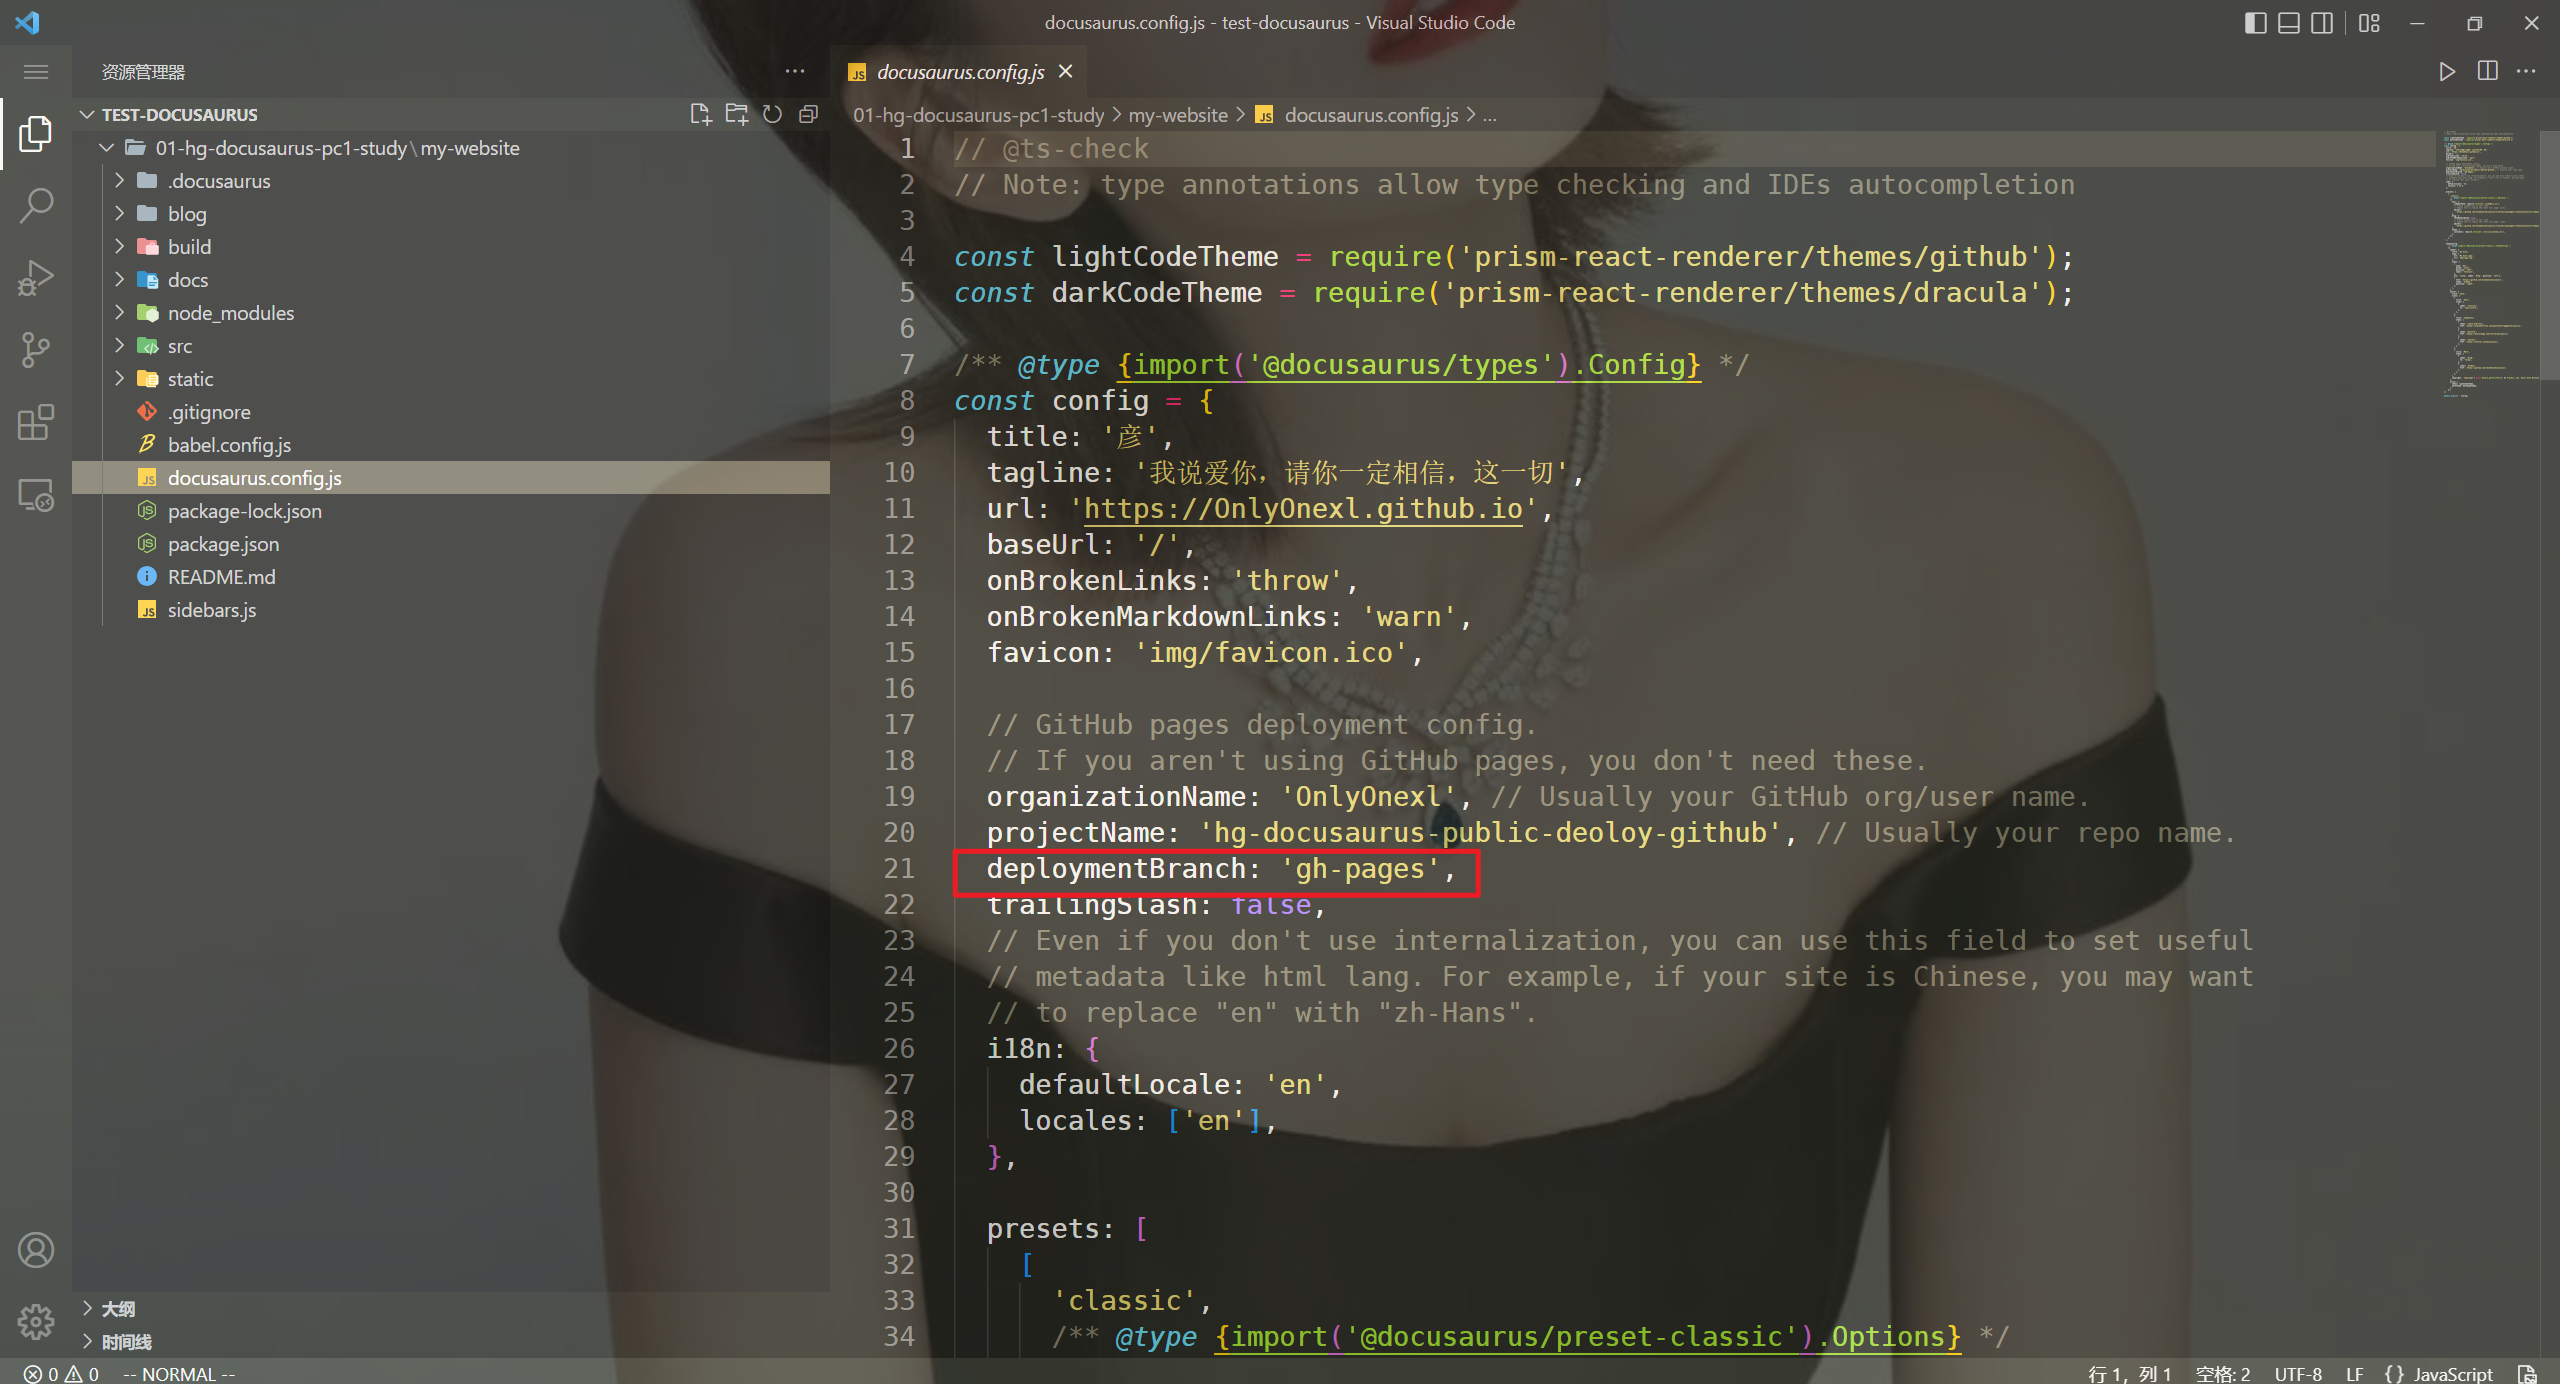 docusaurus.config.js - test-docusaurus - Visual Studio Code
资源管理器
TEST-DOCUSAURUS
01-hg-docusaurus-pc1-study\my-website
.docusaurus
blog
build
docs
node_modules
src
static
.gitignore
babel.config.js
docusaurus.config.js
package-lock.json
package.json
README.md
sidebars.js
大纲
时间线
docusaurus.config.js
01-hg-docusaurus-pc1-study > my-website > docusaurus.config.js > ...
1 // @ts-check
2 // Note: type annotations allow type checking and IDEs autocompletion
3
4 const lightCodeTheme = require('prism-react-renderer/themes/github');
5 const darkCodeTheme = require('prism-react-renderer/themes/dracula');
6
7 /** @type {import('@docusaurus/types').Config} */
8 const config = {
9 title: '彦',
10 tagline: '我说爱你，请你一定相信，这一切',
11 url: 'https://OnlyOnexl.github.io',
12 baseUrl: '/',
13 onBrokenLinks: 'throw',
14 onBrokenMarkdownLinks: 'warn',
15 favicon: 'img/favicon.ico',
16
17 // GitHub pages deployment config.
18 // If you aren't using GitHub pages, you don't need these.
19 organizationName: 'OnlyOnexl', // Usually your GitHub org/user name.
20 projectName: 'hg-docusaurus-public-deoloy-github', // Usually your repo name.
21 deploymentBranch: 'gh-pages',
22 trailingSlash: false,
23 // Even if you don't use internalization, you can use this field to set useful
24 // metadata like html lang. For example, if your site is Chinese, you may want
25 // to replace "en" with "zh-Hans".
26 i18n: {
27 defaultLocale: 'en',
28 locales: ['en'],
29 },
30
31 presets: [
32 [
33 'classic',
34 /** @type {import('@docusaurus/preset-classic').Options} */
0 0 -- NORMAL -- 行 1，列 1 空格: 2 UTF-8 LF {} JavaScript